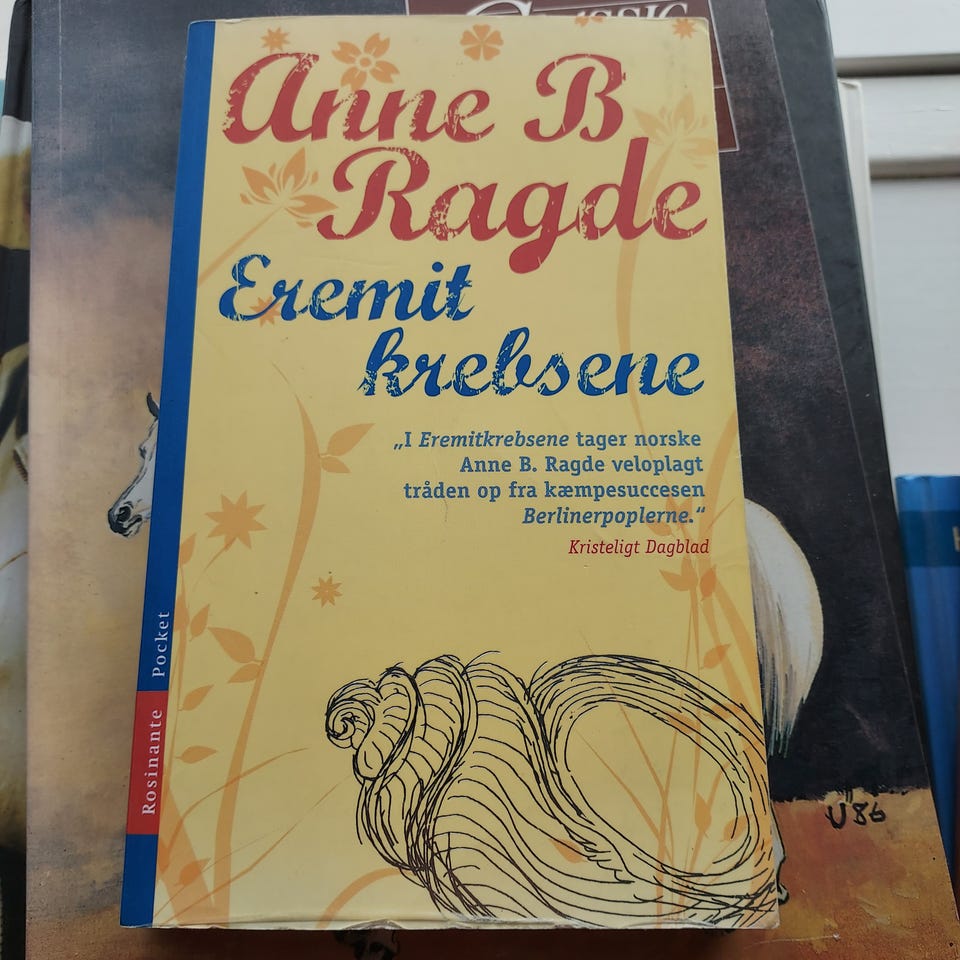 Anne B
Ragde
Eremit
krebsene
„I Eremitkrebsene tager norske
Anne B. Ragde veloplagt
tråden op fra kæmpesuccesen
Berlinerpoplerne.“
Kristeligt Dagblad
Rosinante Pocket
U86